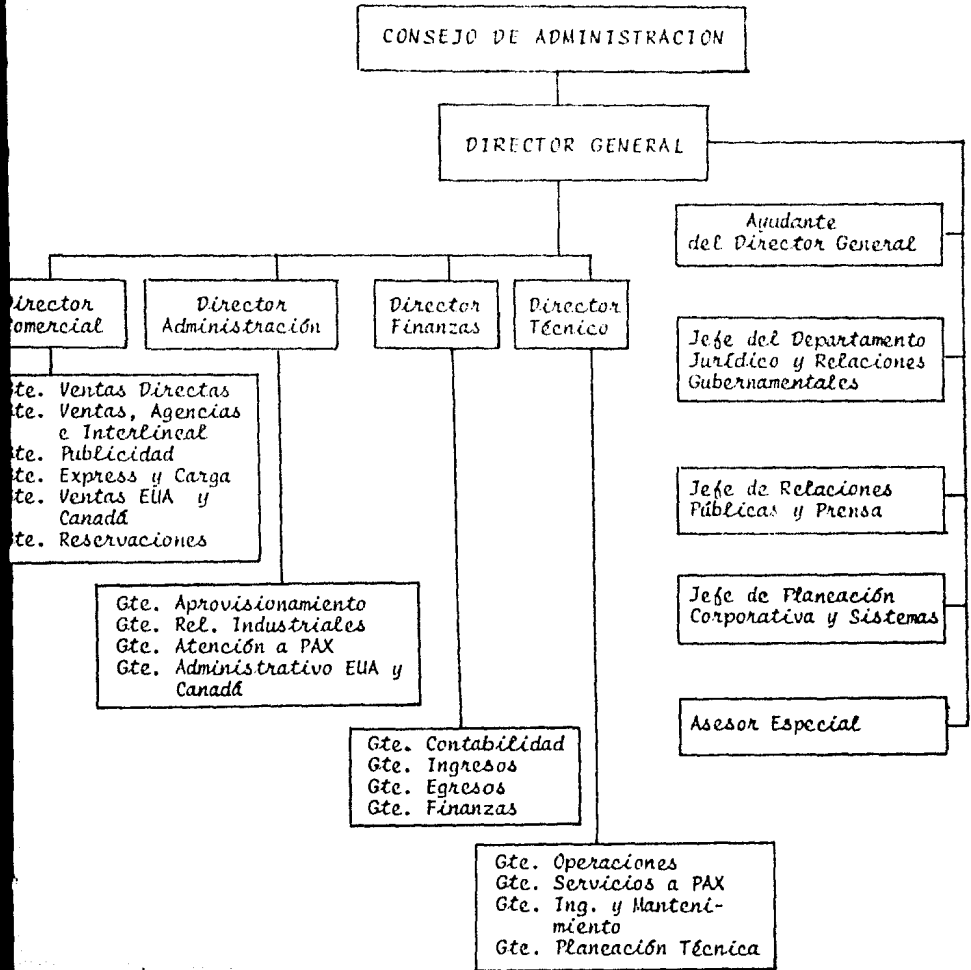 CONSEJO DE ADMINISTRACION
DIRECTOR GENERAL
Ayudante
del Director General
Jefe del Departamento
Jurídico y Relaciones
Gubernamentales
Jefe de Relaciones
Públicas y Prensa
Jefe de Planeación
Corporativa y Sistemas
Asesor Especial
Director
Comercial
Director
Administración
Director
Finanzas
Director
Técnico
Gte. Ventas Directas
Gte. Ventas, Agencias
e Interlineal
Gte. Publicidad
Gte. Express y Carga
Gte. Ventas EUA y
Canadá
Gte. Reservaciones
Gte. Aprovisionamiento
Gte. Rel. Industriales
Gte. Atención a PAX
Gte. Administrativo EUA y
Canadá
Gte. Contabilidad
Gte. Ingresos
Gte. Egresos
Gte. Finanzas
Gte. Operaciones
Gte. Servicios a PAX
Gte. Ing. y Manteni-
miento
Gte. Planeación Técnica